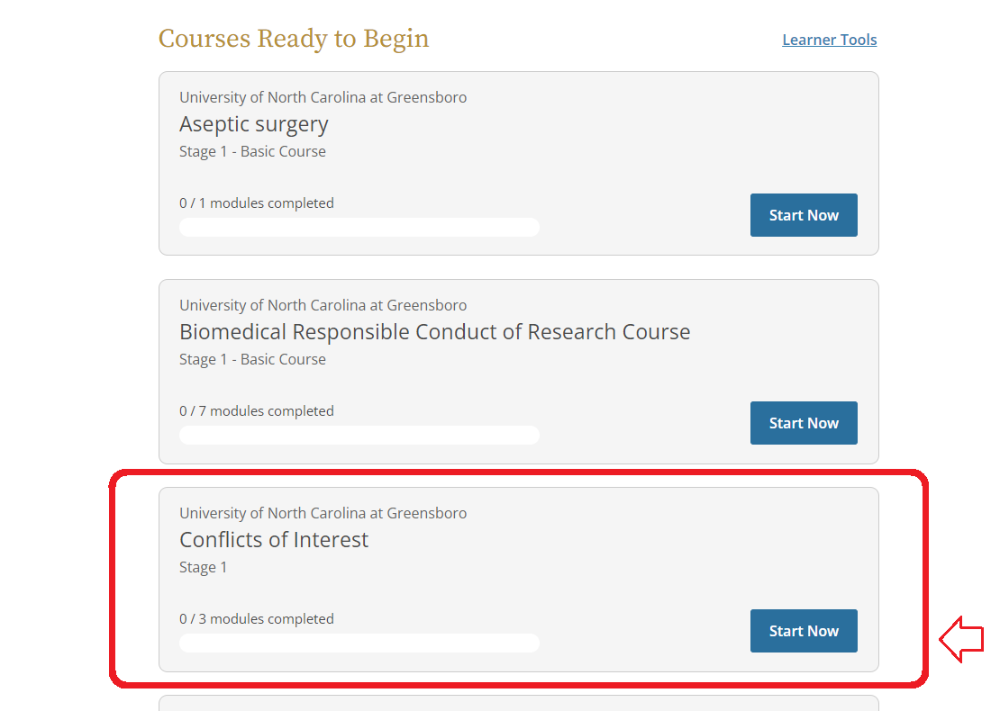 Courses Ready to Begin
Learner Tools
University of North Carolina at Greensboro
Aseptic surgery
Stage 1 - Basic Course
0 / 1 modules completed
Start Now
University of North Carolina at Greensboro
Biomedical Responsible Conduct of Research Course
Stage 1 - Basic Course
0 / 7 modules completed
Start Now
University of North Carolina at Greensboro
Conflicts of Interest
Stage 1
0 / 3 modules completed
Start Now